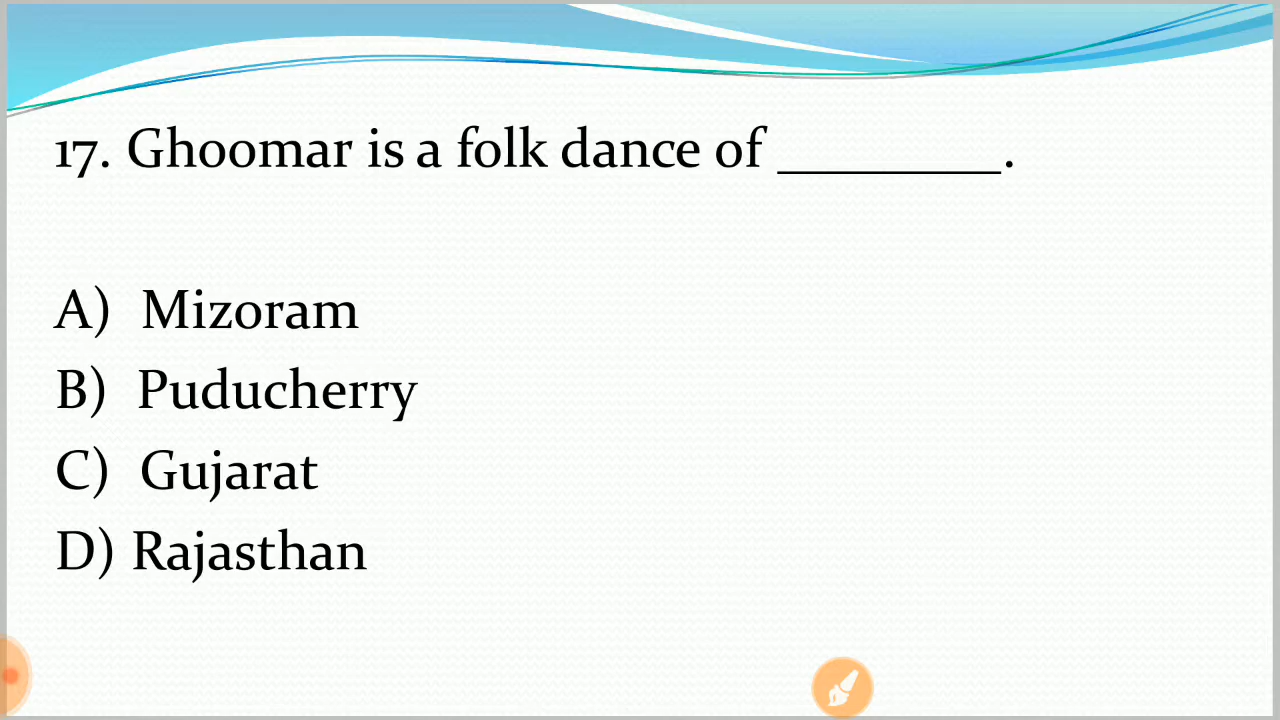 17. Ghoomar is a folk dance of ________.
A) Mizoram
B) Puducherry
C) Gujarat
D) Rajasthan